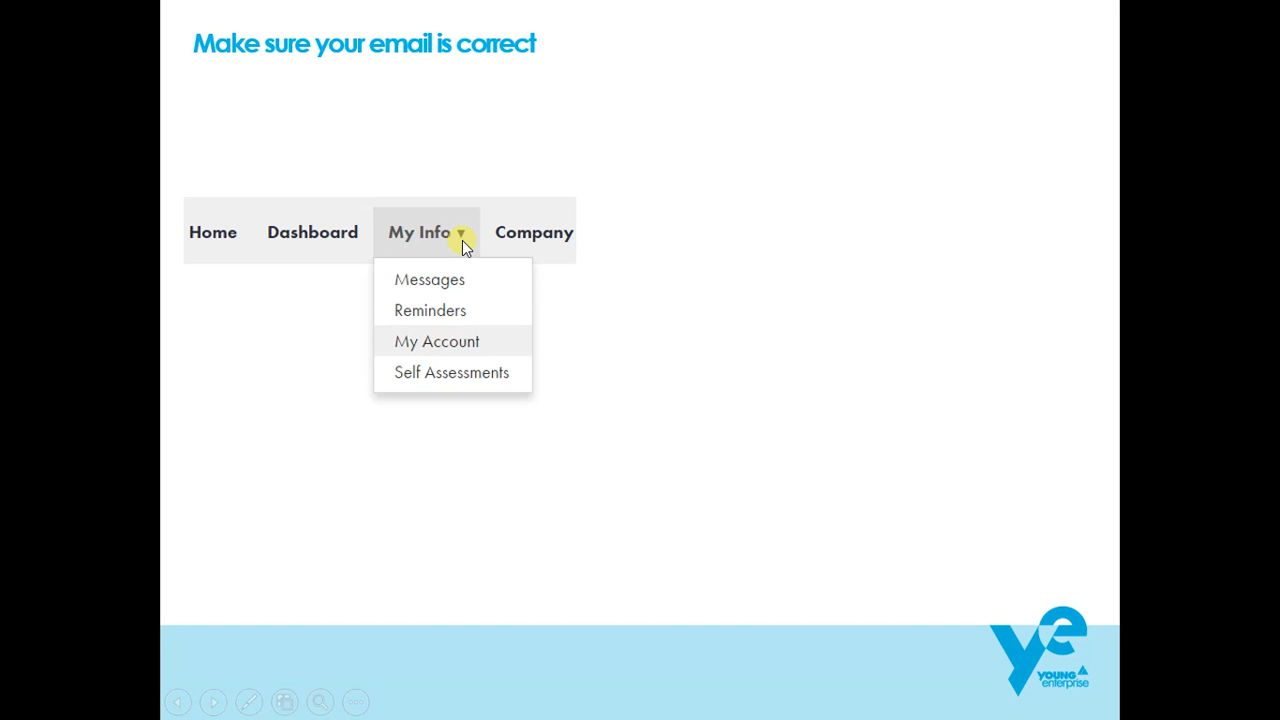 Make sure your email is correct
Home Dashboard My Info ▾ Company
Messages
Reminders
My Account
Self Assessments
ye
YOUNG
enterprise